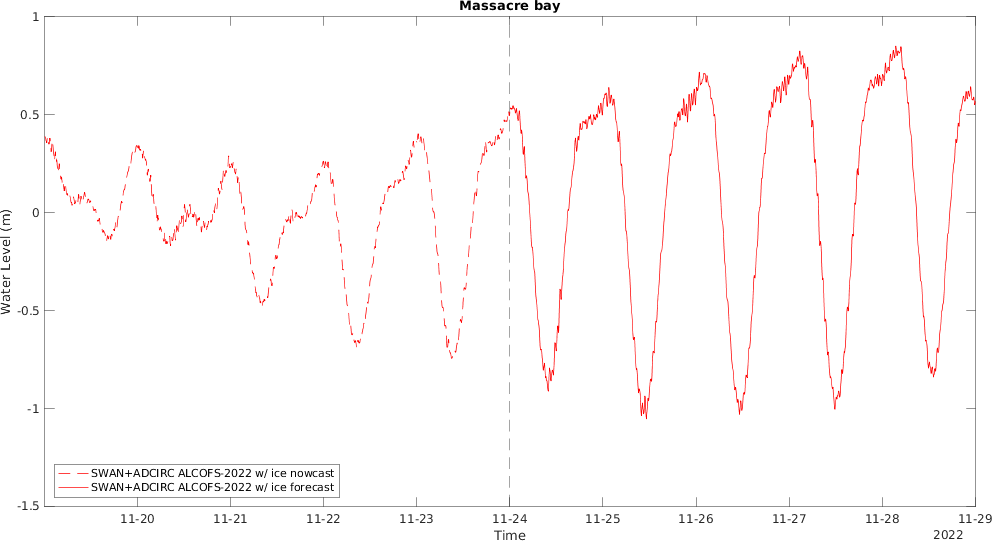 Massacre bay
1
0.5
0
-0.5
-1
-1.5
Water Level (m)
SWAN+ADCIRC ALCOFS-2022 w/ ice nowcast
SWAN+ADCIRC ALCOFS-2022 w/ ice forecast
11-20 11-21 11-22 11-23 11-24 11-25 11-26 11-27 11-28 11-29
Time
2022